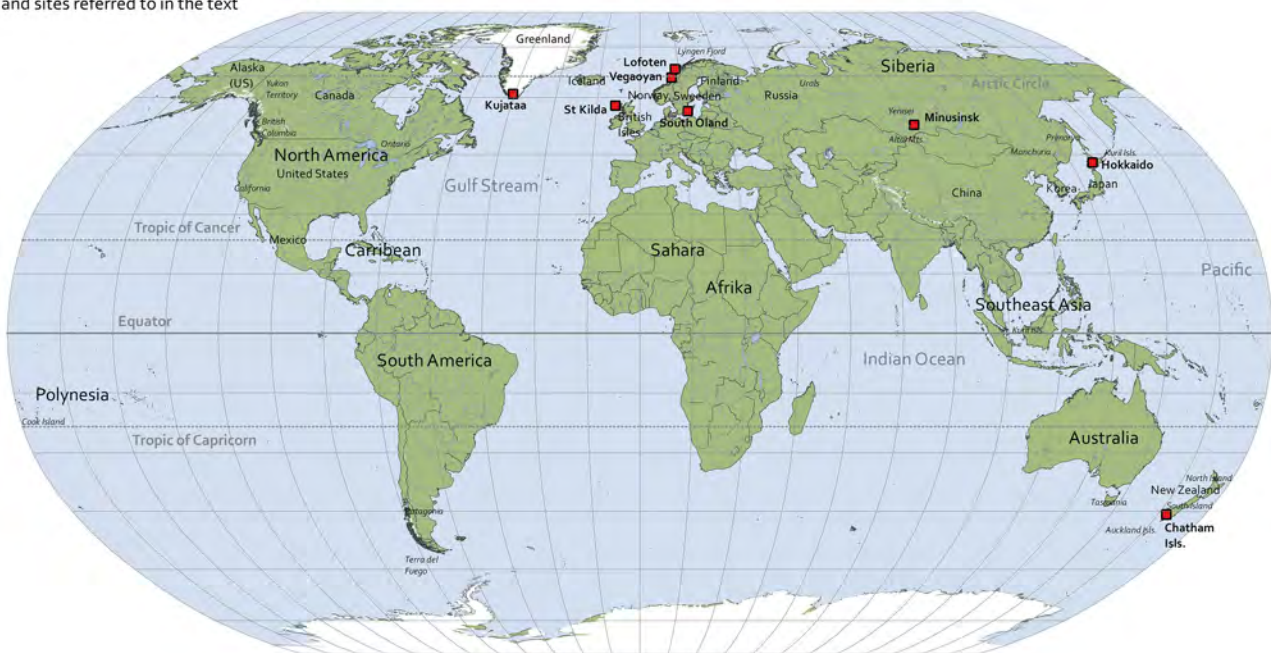 and sites referred to in the text
Greenland
Lyngen Fjord
Lofoten
Alaska
(US)
Yukon
Territory
Canada
Iceland
Vegaoyan
Finland
Urals
Siberia
Arctic Circle
Kujataa
St Kilda
Norway
Sweden
Russia
British
Isles
South Oland
Yenisei
Minusinsk
Altai Mts.
British
Columbia
Ontario
Primorye
Manchuria
Kuril Isls.
Hokkaido
North America
United States
California
Gulf Stream
China
Korea
Japan
Tropic of Cancer
Mexico
Carribean
Sahara
Afrika
Pacific
Southeast Asia
Equator
Kuril Isls.
South America
Indian Ocean
Polynesia
Cook Island
Tropic of Capricorn
Australia
North Island
New Zealand
Tasmania
South Island
Patagonia
Auckland Isls.
Chatham
Isls.
Terra del
Fuego